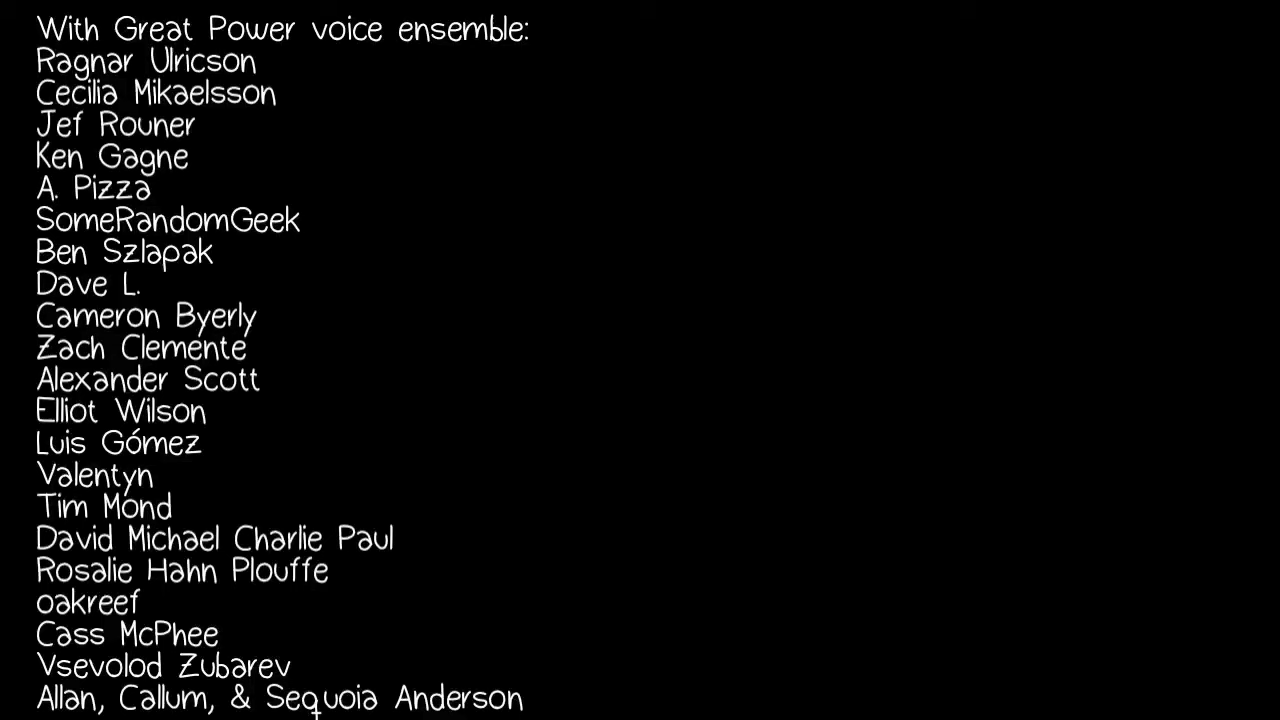 With Great Power voice ensemble:
Ragnar Ulricson
Cecilia Mikaelsson
Jef Rouner
Ken Gagne
A. Pizza
SomeRandomGeek
Ben Szlapak
Dave L.
Cameron Byerly
Zach Clemente
Alexander Scott
Elliot Wilson
Luis Gómez
Valentyn
Tim Mond
David Michael Charlie Paul
Rosalie Hahn Plouffe
oakreef
Cass McPhee
Vsevolod Zubarev
Allan, Callum, & Sequoia Anderson